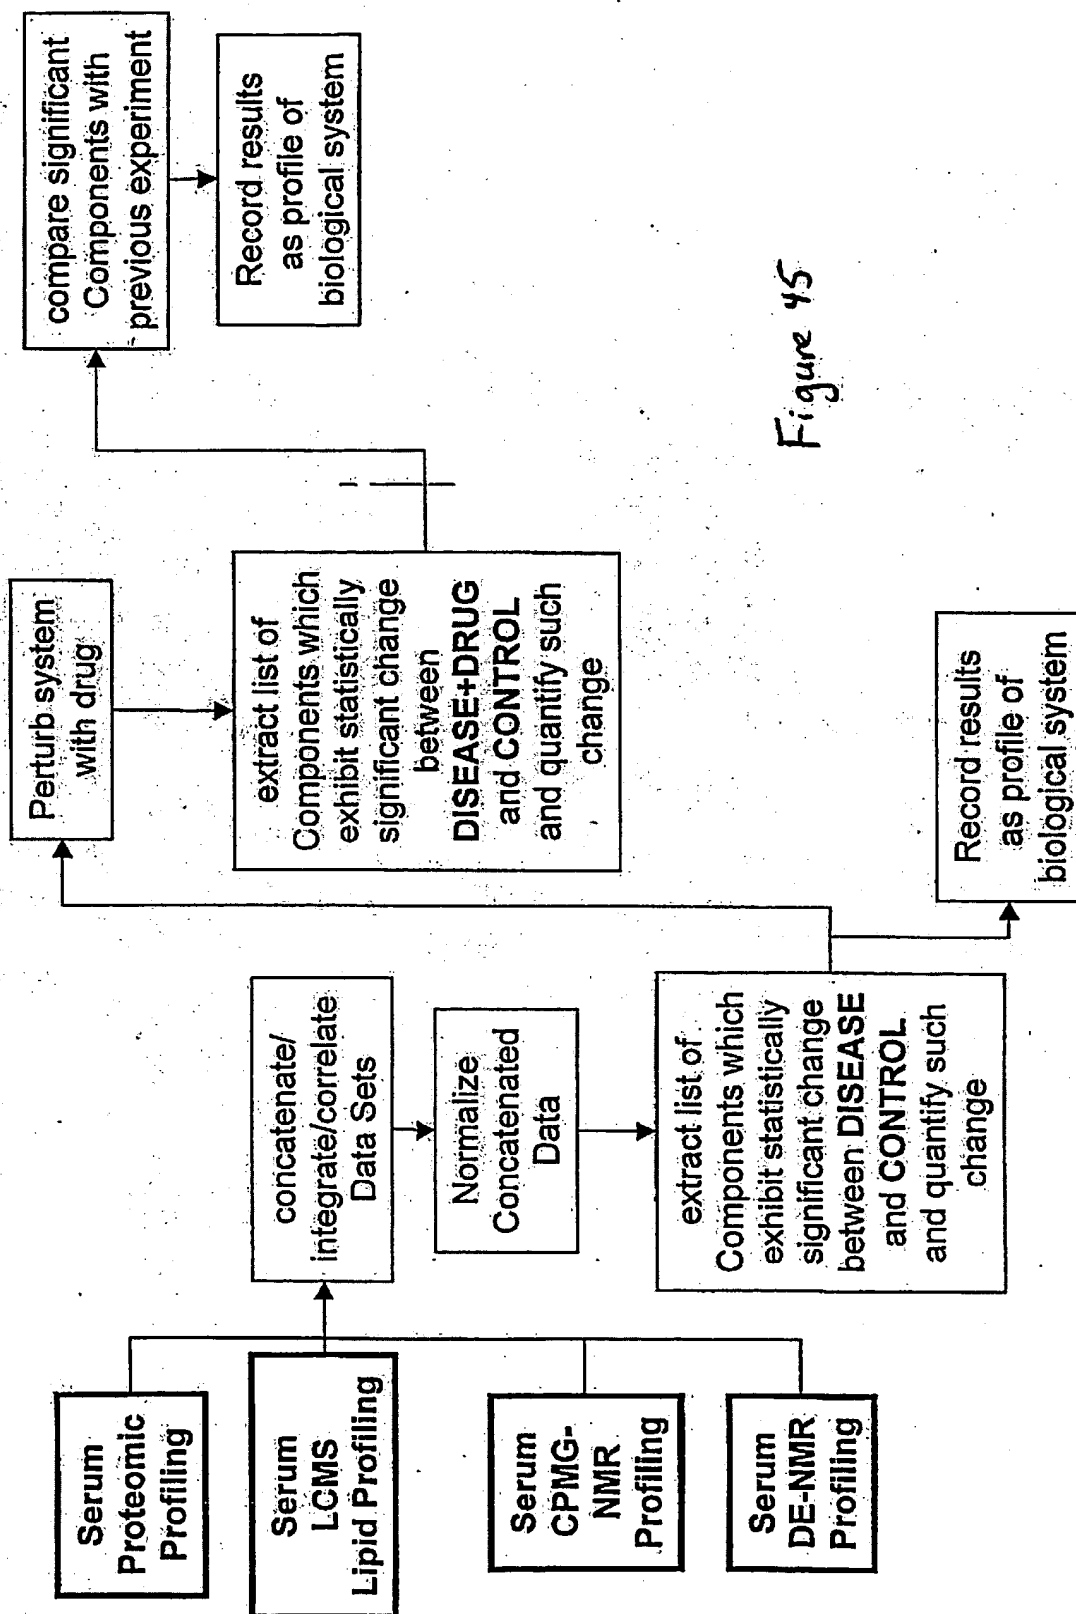 Serum
Proteomic
Profiling
Serum
LCMS
Lipid Profiling
Serum
CPMG-
NMR
Profiling
Serum
DE-NMR
Profiling
concatenate/
integrate/correlate
Data Sets
Normalize
Concatenated
Data
extract list of
Components which
exhibit statistically
significant change
between DISEASE
and CONTROL
and quantify such
change
Record results
as profile of
biological system
Perturb system
with drug
extract list of
Components which
exhibit statistically
significant change
between
DISEASE+DRUG
and CONTROL
and quantify such
change
compare significant
Components with
previous experiment
Record results
as profile of
biological system
Figure 45